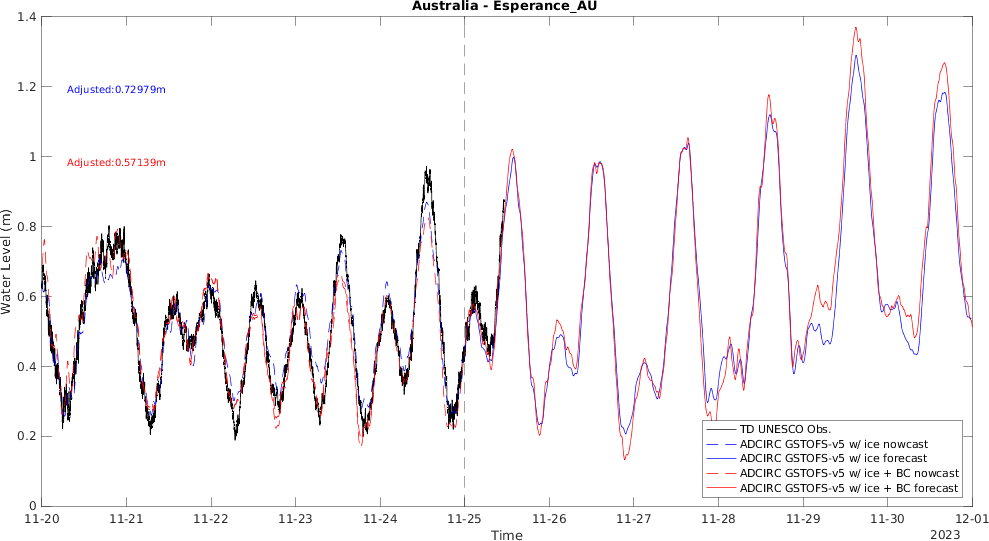 Australia - Esperance_AU
1.4
1.2
1
0.8
0.6
0.4
0.2
0
Water Level (m)
Adjusted:0.72979m
Adjusted:0.57139m
TD UNESCO Obs.
ADCIRC GSTOFS-v5 w/ ice nowcast
ADCIRC GSTOFS-v5 w/ ice forecast
ADCIRC GSTOFS-v5 w/ ice + BC nowcast
ADCIRC GSTOFS-v5 w/ ice + BC forecast
11-20 11-21 11-22 11-23 11-24 11-25 11-26 11-27 11-28 11-29 11-30 12-01
Time
2023